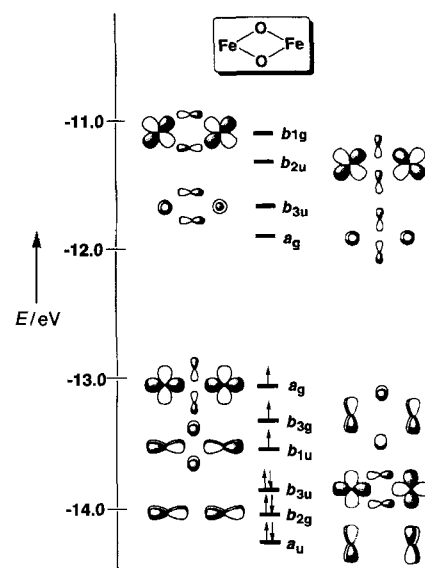 O
Fe Fe
O
-11.0
b1g
b2u
b3u
-12.0
ag
E/eV
-13.0
ag
b3g
b1u
b3u
-14.0
b2g
au